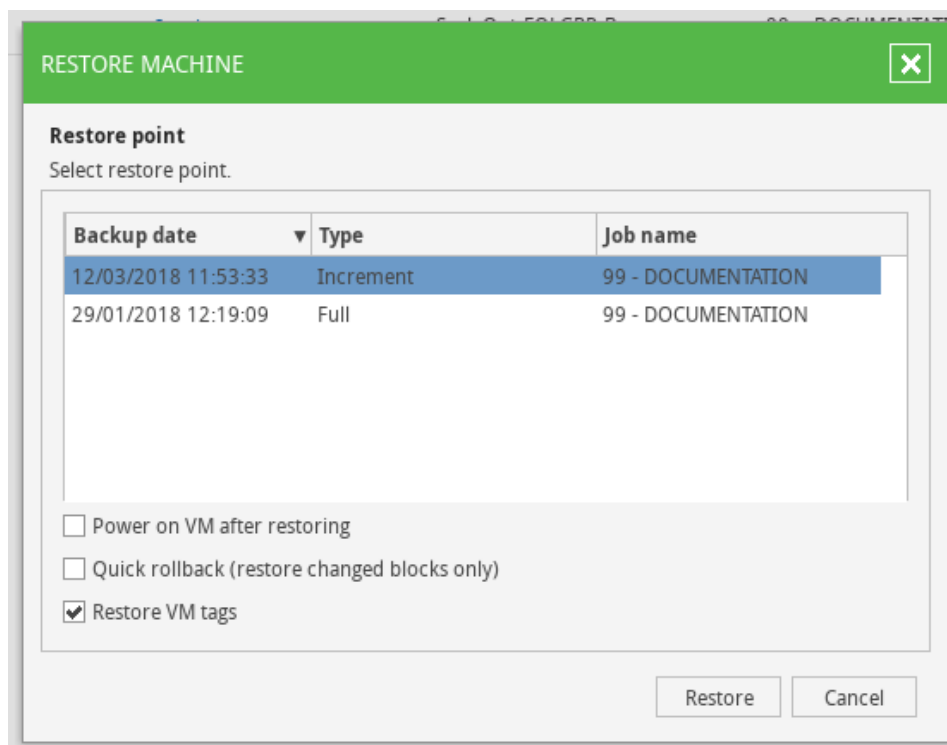 RESTORE MACHINE
Restore point
Select restore point.
Backup date ▼ Type Job name
12/03/2018 11:53:33 Increment 99 - DOCUMENTATION
29/01/2018 12:19:09 Full 99 - DOCUMENTATION
Power on VM after restoring
Quick rollback (restore changed blocks only)
Restore VM tags
Restore Cancel